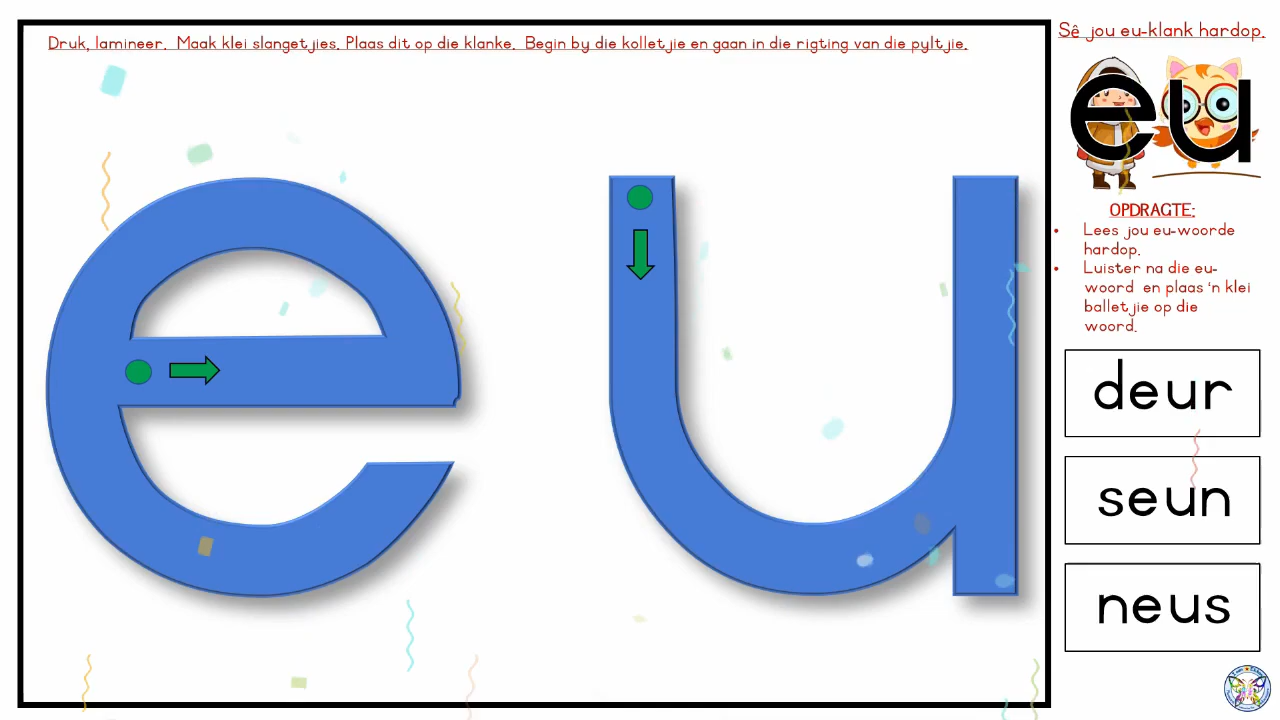 Druk, lamineer. Maak klei slangetjies. Plaas dit op die klanke. Begin by die kolletjie en gaan in die rigting van die pyltjie.
e u
Sê jou eu-klank hardop.
eu
OPDRAGTE:
• Lees jou eu-woorde
hardop.
• Luister na die eu-
woord en plaas ‘n klei
balletjie op die
woord.
deur
seun
neus